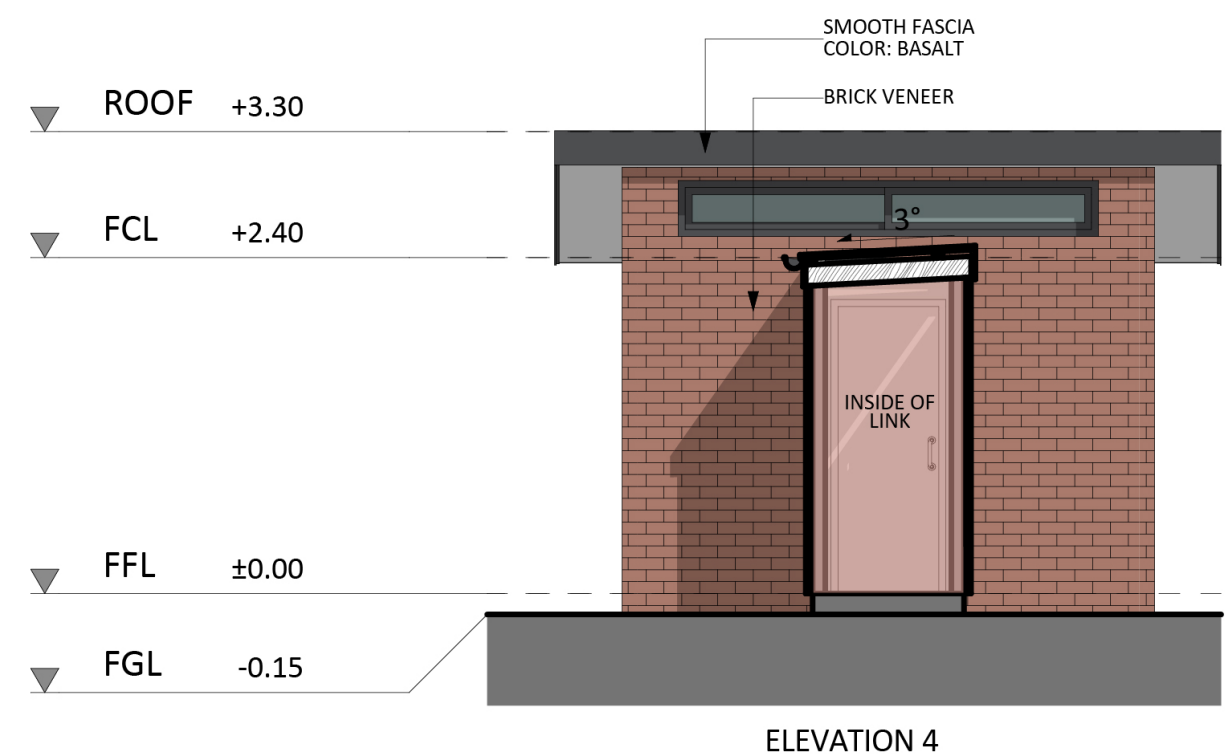 SMOOTH FASCIA
COLOR: BASALT
ROOF +3.30
BRICK VENEER
FCL +2.40
3°
INSIDE OF
LINK
FFL ±0.00
FGL -0.15
ELEVATION 4